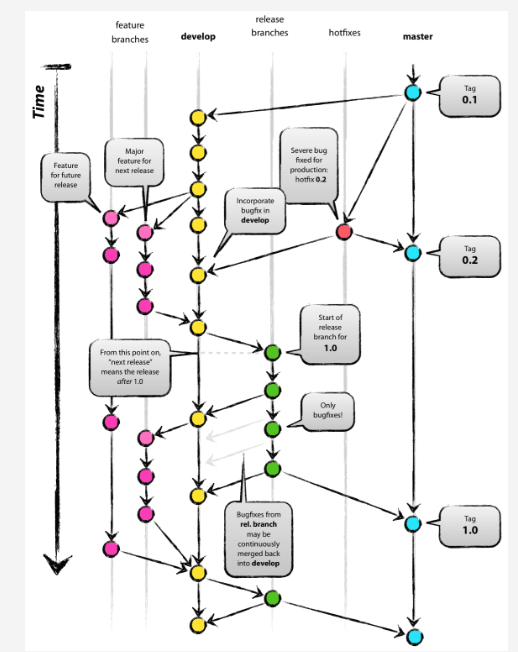 feature
branches
develop
release
branches
hotfixes
master
Time
Tag
0.1
Feature
for future
release
Major
feature for
next release
Severe bug
fixed for
production:
hotfix 0.2
Incorporate
bugfix in
develop
Tag
0.2
Start of
release
branch for
1.0
From this point on,
"next release"
means the release
after 1.0
Only
bugfixes!
Bugfixes from
rel. branch
may be
continuously
merged back
into develop
Tag
1.0